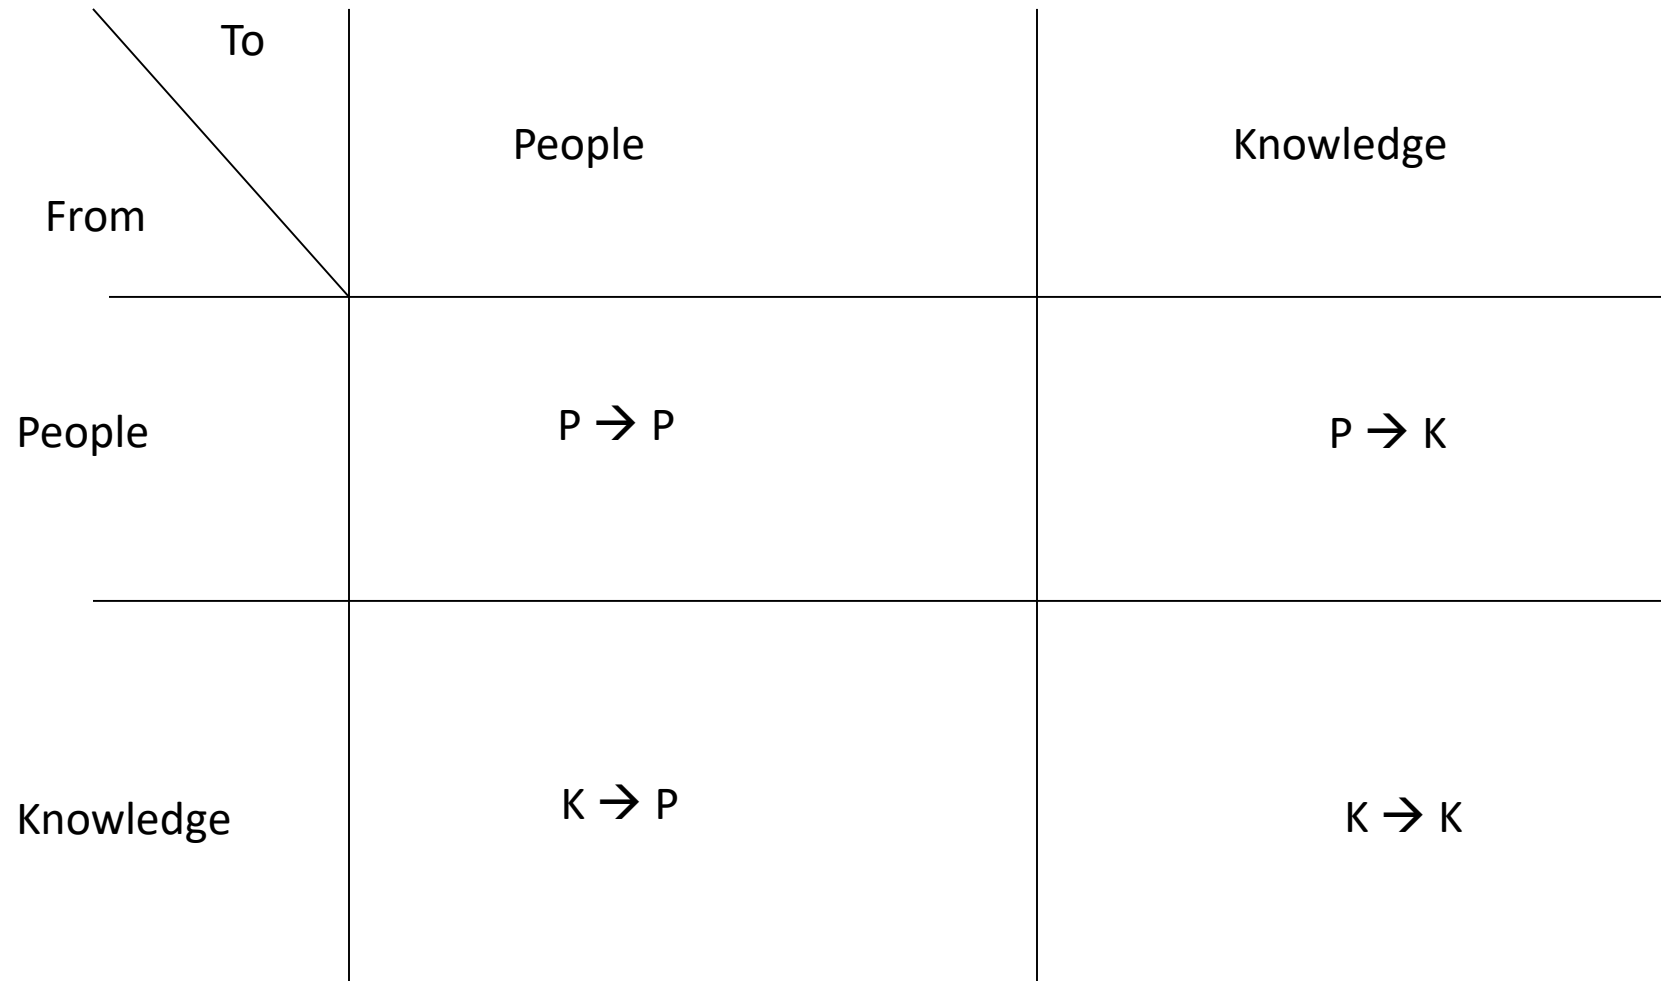 To
People
Knowledge
From
People
P → P
P → K
Knowledge
K → P
K → K